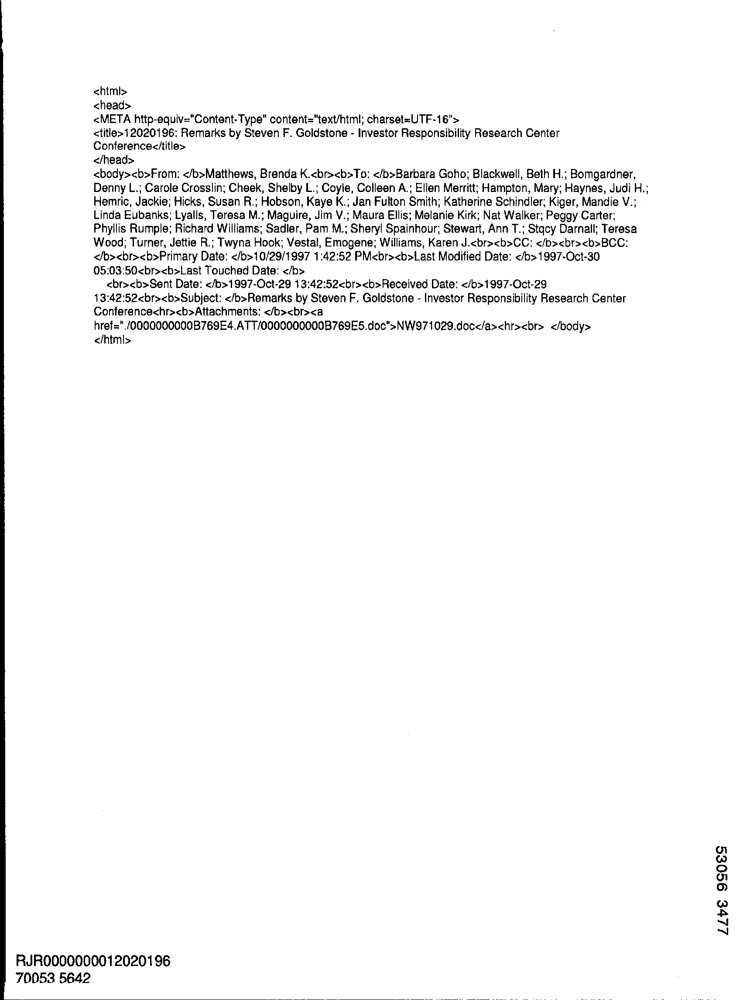 <html>
<head>
<META http-equiv="Content-Type" content="text/html; charset=UTF-16">
<title>12020196: Remarks by Steven F. Goldstone - Investor Responsibility Research Center
Conference</title>
</head>
<body><b>From: </b>Matthews, Brenda K.<br><b>To: </b>Barbara Goho; Blackwell, Beth H.; Bomgardner,
Denny L.; Carole Crosslin; Cheek, Shelby L.; Coyle, Colleen A.; Ellen Merritt; Hampton, Mary; Haynes, Judi H.;
Hemric, Jackie; Hicks, Susan R.; Hobson, Kaye K.; Jan Fulton Smith; Katherine Schindler; Kiger, Mandie V.;
Linda Eubanks; Lyalls, Teresa M.; Maguire, Jim V.; Maura Ellis; Melanie Kirk; Nat Walker; Peggy Carter;
Phyllis Rumple; Richard Williams; Sadler, Pam M.; Sheryl Spainhour; Stewart, Ann T.; Stqcy Darnall; Teresa
Wood; Turner, Jettie R.; Twyna Hook; Vestal, Emogene; Williams, Karen J.<br><b>CC: </b><br><b>BCC:
</b><br><b>Primary Date: </b>10/29/1997 1:42:52 PM<br><b>Last Modified Date: </b>1997-Oct-30
05:03:50<br><b>Last Touched Date: </b>
<br><b>Sent Date: </b>1997-Oct-29 13:42:52<br><b>Received Date: </b>1997-Oct-29
13:42:52<br><b>Subject: </b>Remarks by Steven F. Goldstone - Investor Responsibility Research Center
Conference<hr><b>Attachments: </b><br><a
href="./0000000000B769E4.ATT/0000000000B769E5.doc">NW971029.doc</a><hr><br> </body>
</html>
53056 3477
RJR0000000012020196
70053 5642